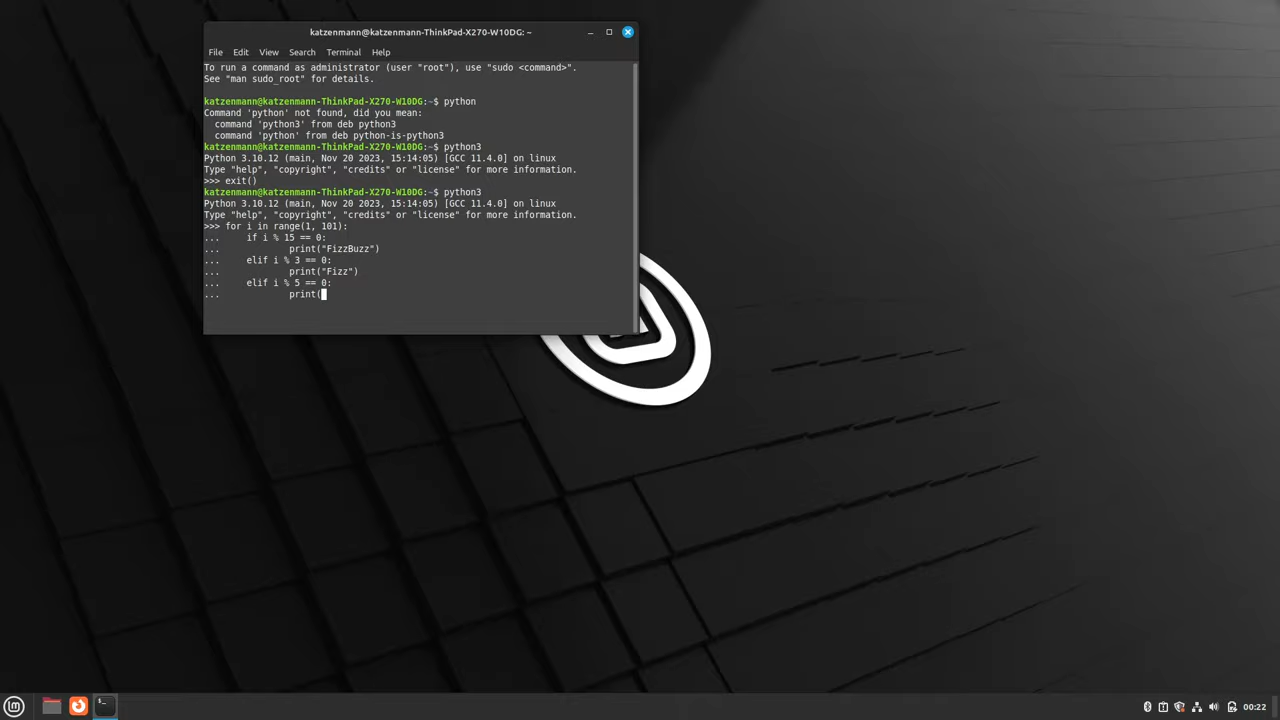 katzenmann@katzenmann-ThinkPad-X270-W10DG: ~
File Edit View Search Terminal Help
To run a command as administrator (user "root"), use "sudo <command>".
See "man sudo_root" for details.
katzenmann@katzenmann-ThinkPad-X270-W10DG:~$ python
Command 'python' not found, did you mean:
  command 'python3' from deb python3
  command 'python' from deb python-is-python3
katzenmann@katzenmann-ThinkPad-X270-W10DG:~$ python3
Python 3.10.12 (main, Nov 20 2023, 15:14:05) [GCC 11.4.0] on linux
Type "help", "copyright", "credits" or "license" for more information.
>>> exit()
katzenmann@katzenmann-ThinkPad-X270-W10DG:~$ python3
Python 3.10.12 (main, Nov 20 2023, 15:14:05) [GCC 11.4.0] on linux
Type "help", "copyright", "credits" or "license" for more information.
>>> for i in range(1, 101):
...     if i % 15 == 0:
...             print("FizzBuzz")
...     elif i % 3 == 0:
...             print("Fizz")
...     elif i % 5 == 0:
...             print(
00:22